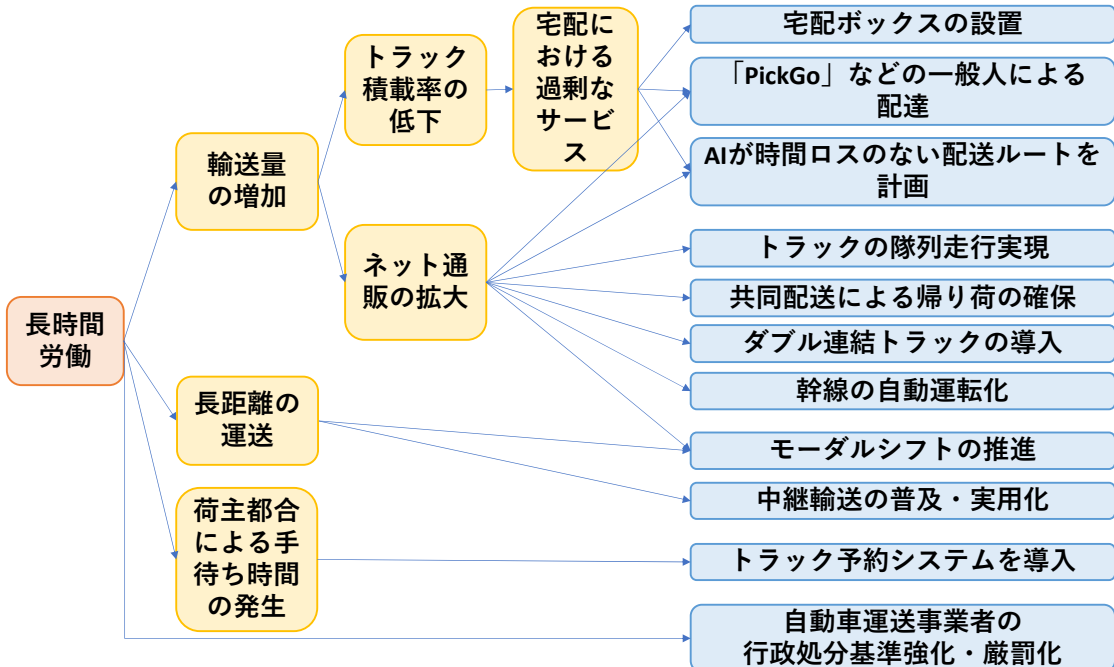 長時間
労働
輸送量
の増加
長距離の
運送
荷主都合
による手
待ち時間
の発生
トラック
積載率の
低下
ネット通
販の拡大
宅配に
おける
過剰な
サービ
ス
宅配ボックスの設置
「PickGo」などの一般人による
配達
AIが時間ロスのない配送ルートを
計画
トラックの隊列走行実現
共同配送による帰り荷の確保
ダブル連結トラックの導入
幹線の自動運転化
モーダルシフトの推進
中継輸送の普及・実用化
トラック予約システムを導入
自動車運送事業者の
行政処分基準強化・厳罰化